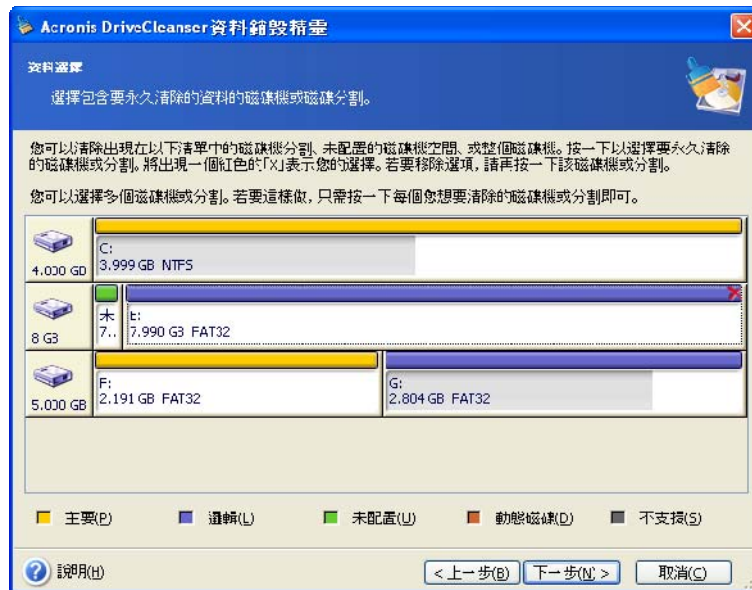 Acronis DriveCleanser資料銷毀精靈
資料選擇
選擇包含要永久清除的資料的磁碟機或磁碟分割。
您可以清除出現在以下清單中的磁碟機分割、未配置的磁碟機空間、或整個磁碟機。按一下以選擇要永久清除
的磁碟機或分割。將出現一個紅色的「X」表示您的選擇。若要移除選項,請再按一下該磁碟機或分割。
您可以選擇多個磁碟機或分割。若要這樣做,只需按一下每個您想要清除的磁碟機或分割即可。
4.000 GB
C:
3.999 GB NTFS
8 GB
未
7..
E:
7.990 GB FAT32
5.000 GB
F:
2.191 GB FAT32
G:
2.804 GB FAT32
主要(P) 邏輯(L) 未配置(U) 動態磁碟(D) 不支援(S)
說明(H) < 上一步(B) 下一步(N) > 取消(C)